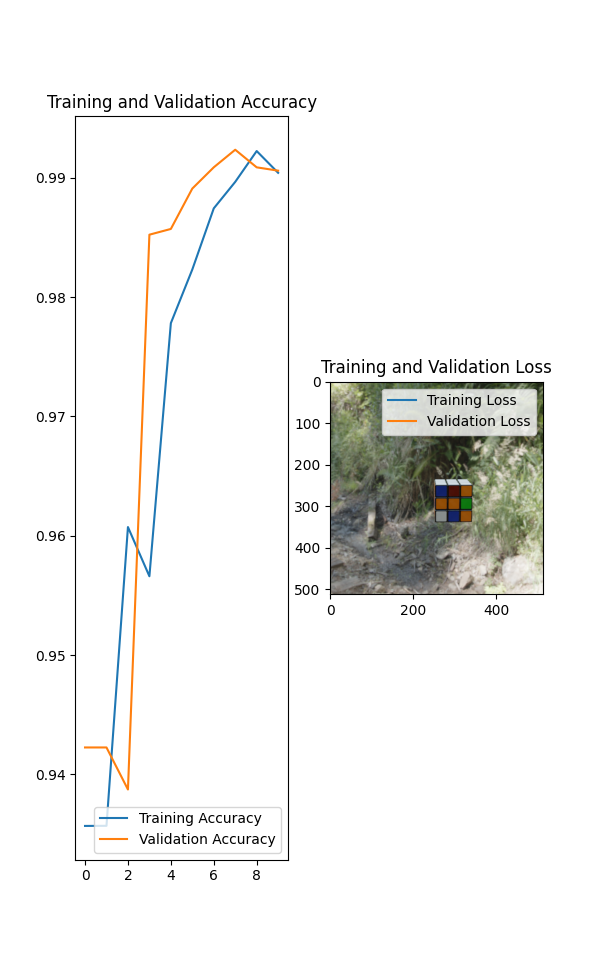 Training and Validation Accuracy
0.99
0.98
0.97
0.96
0.95
0.94
Training Accuracy
Validation Accuracy
0 2 4 6 8
Training and Validation Loss
Training Loss
Validation Loss
0
100
200
300
400
500
0 200 400